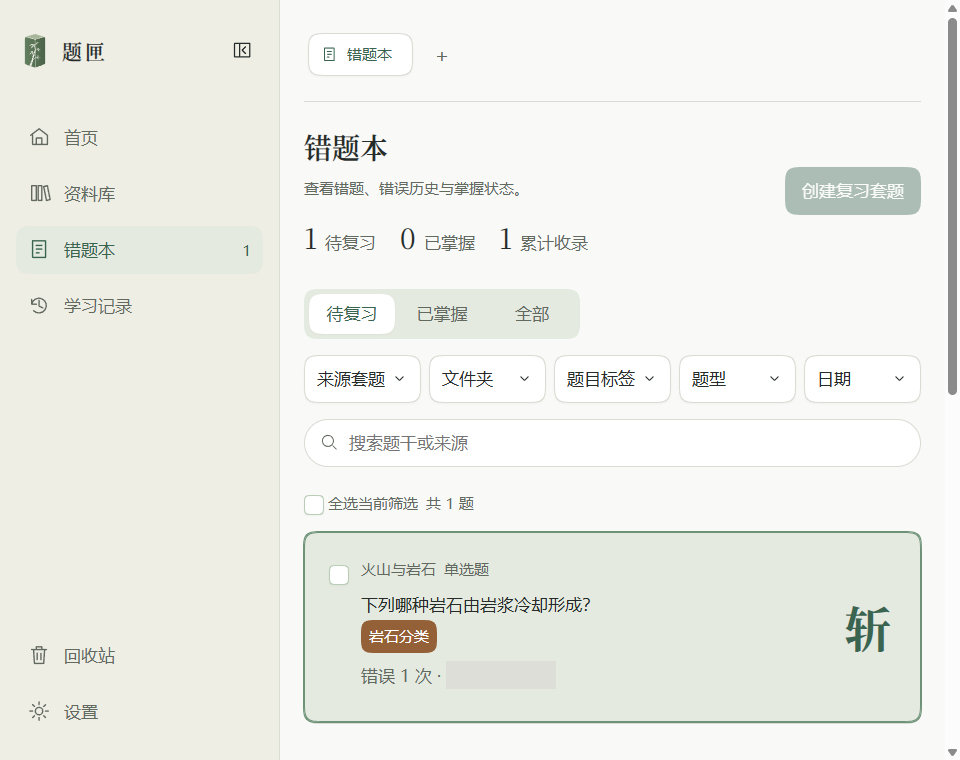 题匣
首页
资料库
错题本 1
学习记录
回收站
设置
错题本 +
错题本
查看错题、错误历史与掌握状态。
创建复习套题
1 待复习 0 已掌握 1 累计收录
待复习 已掌握 全部
来源套题 文件夹 题目标签 题型 日期
搜索题干或来源
全选当前筛选 共 1 题
火山与岩石 单选题
下列哪种岩石由岩浆冷却形成?
岩石分类
错误 1 次 ·
斩